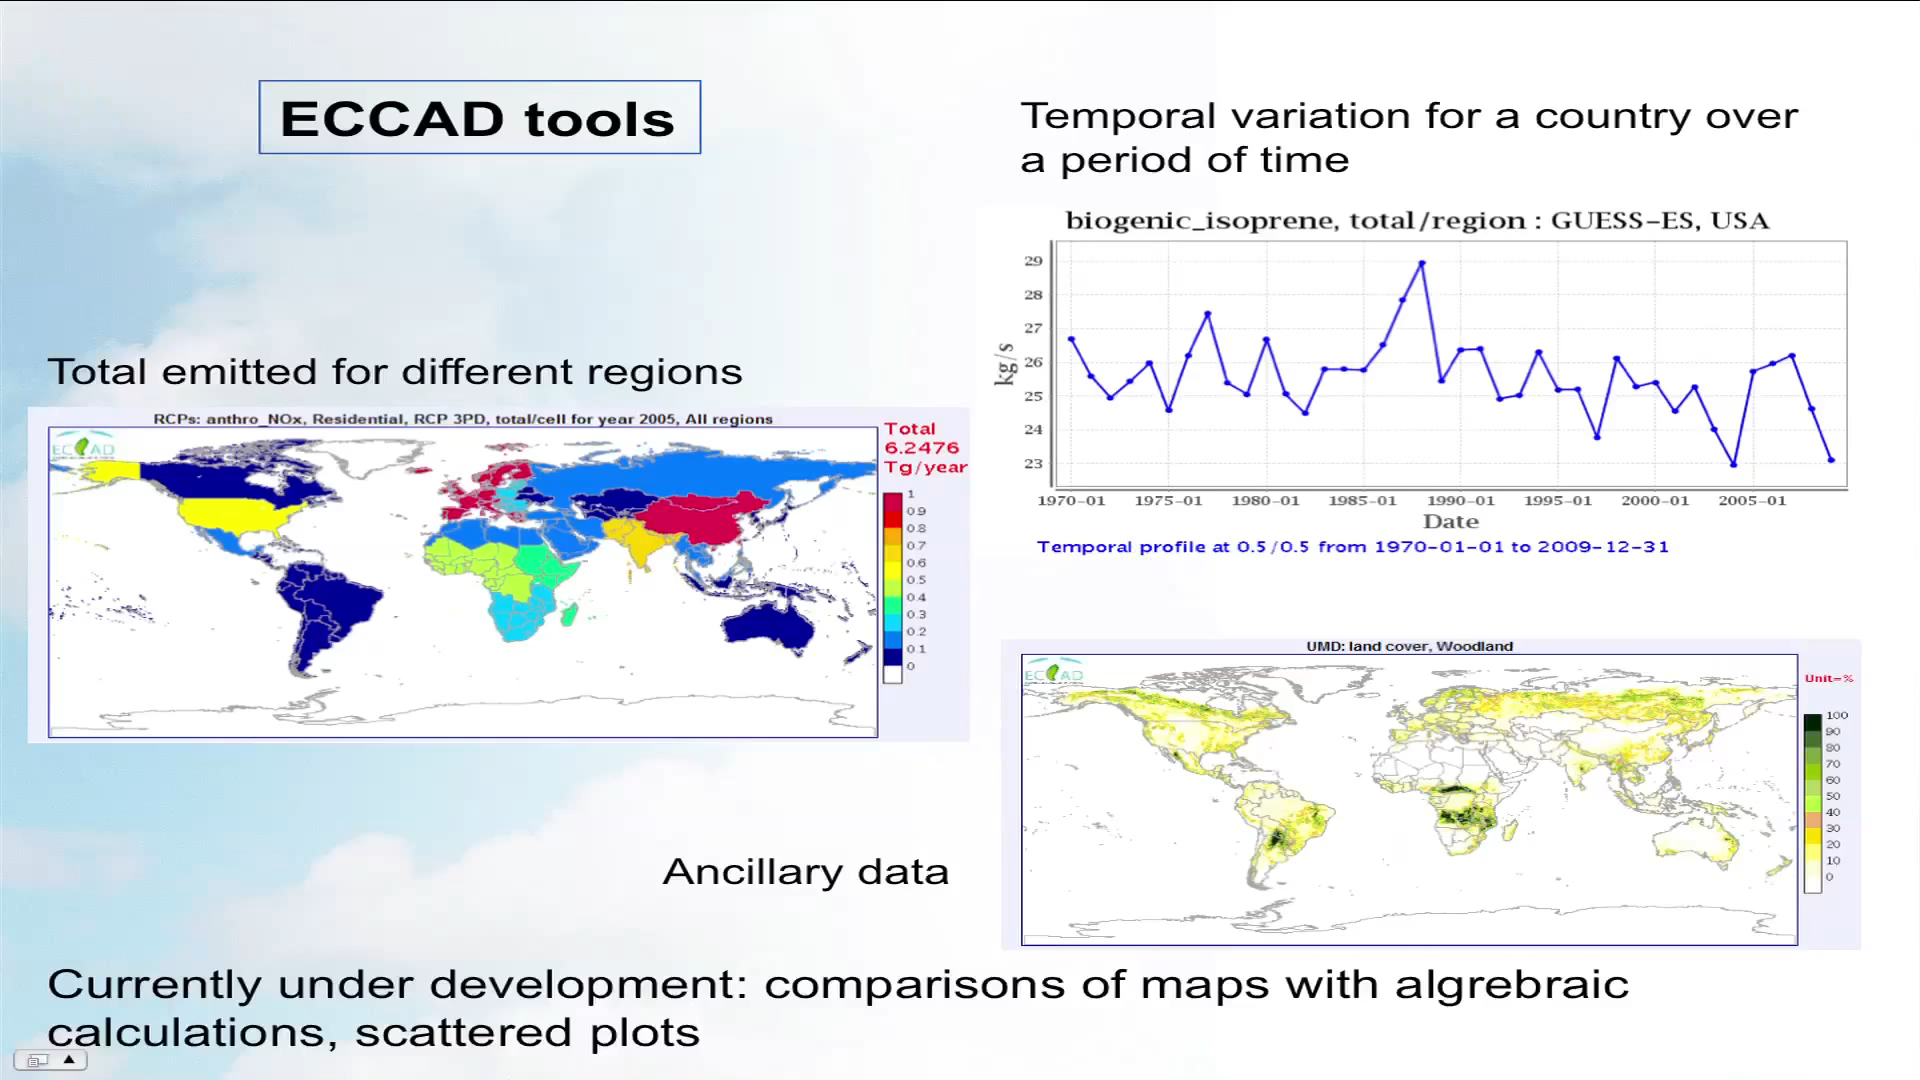 ECCAD tools
Temporal variation for a country over
a period of time
biogenic_isoprene, total/region : GUESS-ES, USA
29
28
27
26
25
24
23
kg/s
1970-01 1975-01 1980-01 1985-01 1990-01 1995-01 2000-01 2005-01
Date
Temporal profile at 0.5/0.5 from 1970-01-01 to 2009-12-31
Total emitted for different regions
RCPs: anthro_NOx, Residential, RCP 3PD, total/cell for year 2005, All regions
ECCAD
Total
6.2476
Tg/year
1
0.9
0.8
0.7
0.6
0.5
0.4
0.3
0.2
0.1
0
UMD: land cover, Woodland
ECCAD
Unit=%
100
90
80
70
60
50
40
30
20
10
0
Ancillary data
Currently under development: comparisons of maps with algrebraic
calculations, scattered plots